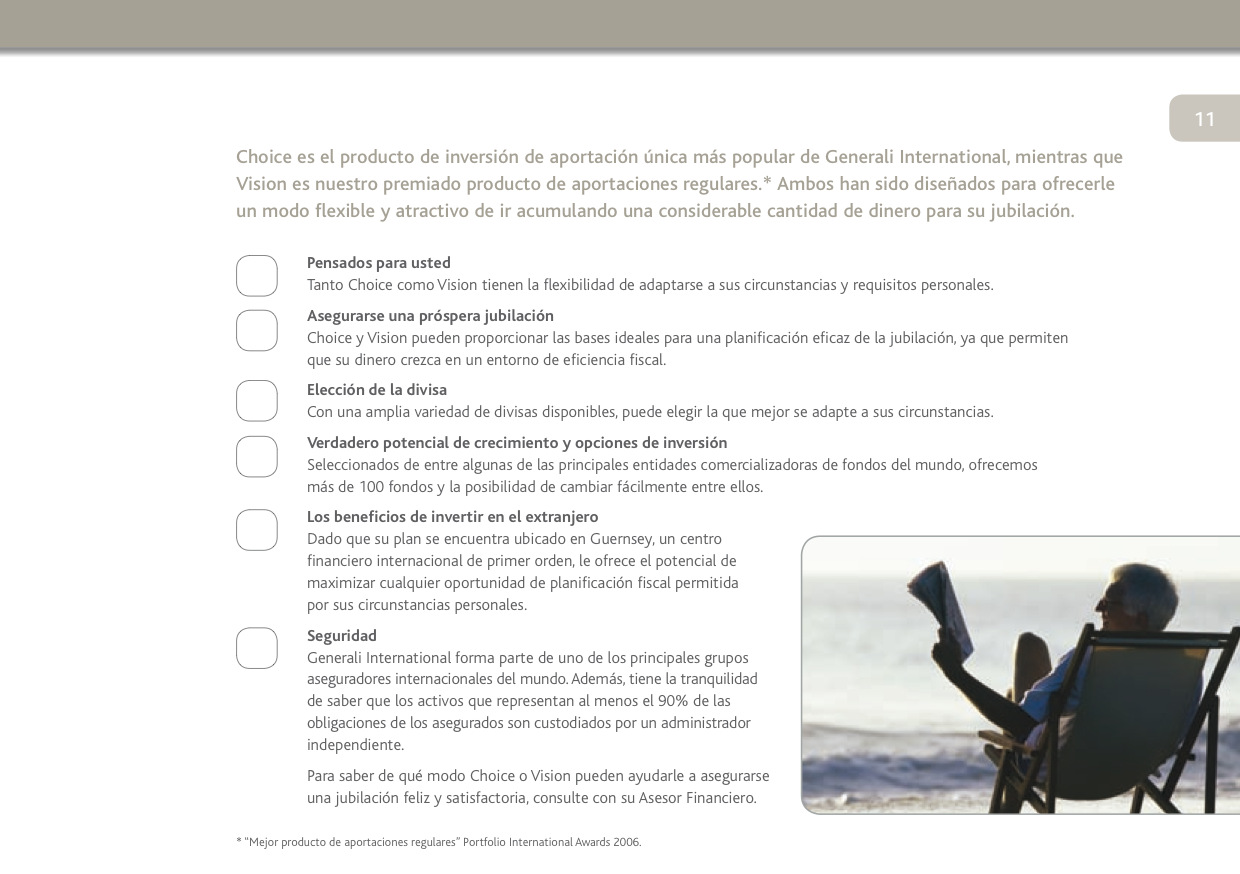 11
Choice es el producto de inversión de aportación única más popular de Generali International, mientras que
Vision es nuestro premiado producto de aportaciones regulares.* Ambos han sido diseñados para ofrecerle
un modo flexible y atractivo de ir acumulando una considerable cantidad de dinero para su jubilación.
Pensados para usted
Tanto Choice como Vision tienen la flexibilidad de adaptarse a sus circunstancias y requisitos personales.
Asegurarse una próspera jubilación
Choice y Vision pueden proporcionar las bases ideales para una planificación eficaz de la jubilación, ya que permiten
que su dinero crezca en un entorno de eficiencia fiscal.
Elección de la divisa
Con una amplia variedad de divisas disponibles, puede elegir la que mejor se adapte a sus circunstancias.
Verdadero potencial de crecimiento y opciones de inversión
Seleccionados de entre algunas de las principales entidades comercializadoras de fondos del mundo, ofrecemos
más de 100 fondos y la posibilidad de cambiar fácilmente entre ellos.
Los beneficios de invertir en el extranjero
Dado que su plan se encuentra ubicado en Guernsey, un centro
financiero internacional de primer orden, le ofrece el potencial de
maximizar cualquier oportunidad de planificación fiscal permitida
por sus circunstancias personales.
Seguridad
Generali International forma parte de uno de los principales grupos
aseguradores internacionales del mundo. Además, tiene la tranquilidad
de saber que los activos que representan al menos el 90% de las
obligaciones de los asegurados son custodiados por un administrador
independiente.
Para saber de qué modo Choice o Vision pueden ayudarle a asegurarse
una jubilación feliz y satisfactoria, consulte con su Asesor Financiero.
* “Mejor producto de aportaciones regulares” Portfolio International Awards 2006.